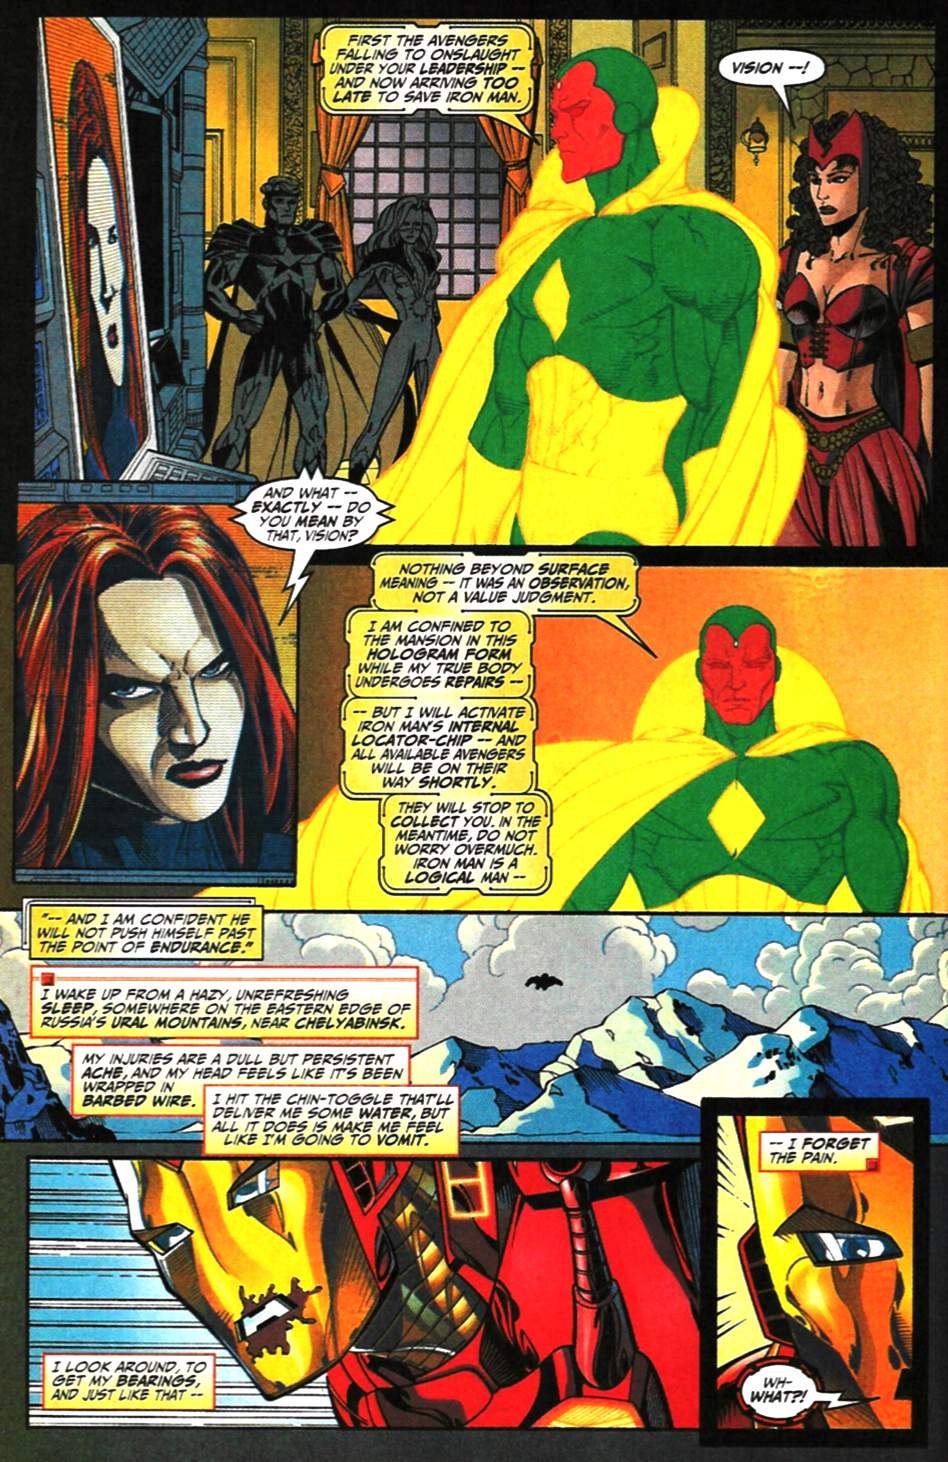 FIRST THE AVENGERS
FALLING TO ONSLAUGHT
UNDER YOUR LEADERSHIP --
AND NOW ARRIVING TOO
LATE TO SAVE IRON MAN.
VISION --!
AND WHAT --
EXACTLY -- DO
YOU MEAN BY
THAT, VISION?
NOTHING BEYOND SURFACE
MEANING -- IT WAS AN OBSERVATION,
NOT A VALUE JUDGMENT.
I AM CONFINED TO
THE MANSION IN THIS
HOLOGRAM FORM
WHILE MY TRUE BODY
UNDERGOES REPAIRS --
-- BUT I WILL ACTIVATE
IRON MAN'S INTERNAL
LOCATOR-CHIP -- AND
ALL AVAILABLE AVENGERS
WILL BE ON THEIR
WAY SHORTLY.
THEY WILL STOP TO
COLLECT YOU. IN THE
MEANTIME, DO NOT
WORRY OVERMUCH.
IRON MAN IS A
LOGICAL MAN --
"-- AND I AM CONFIDENT HE
WILL NOT PUSH HIMSELF PAST
THE POINT OF ENDURANCE."
I WAKE UP FROM A HAZY, UNREFRESHING
SLEEP, SOMEWHERE ON THE EASTERN EDGE OF
RUSSIA'S URAL MOUNTAINS, NEAR CHELYABINSK.
MY INJURIES ARE A DULL BUT PERSISTENT
ACHE, AND MY HEAD FEELS LIKE IT'S BEEN
WRAPPED IN
BARBED WIRE.
I HIT THE CHIN-TOGGLE THAT'LL
DELIVER ME SOME WATER, BUT
ALL IT DOES IS MAKE ME FEEL
LIKE I'M GOING TO VOMIT.
I LOOK AROUND, TO
GET MY BEARINGS,
AND JUST LIKE THAT --
-- I FORGET
THE PAIN.
WH-
WHAT?!